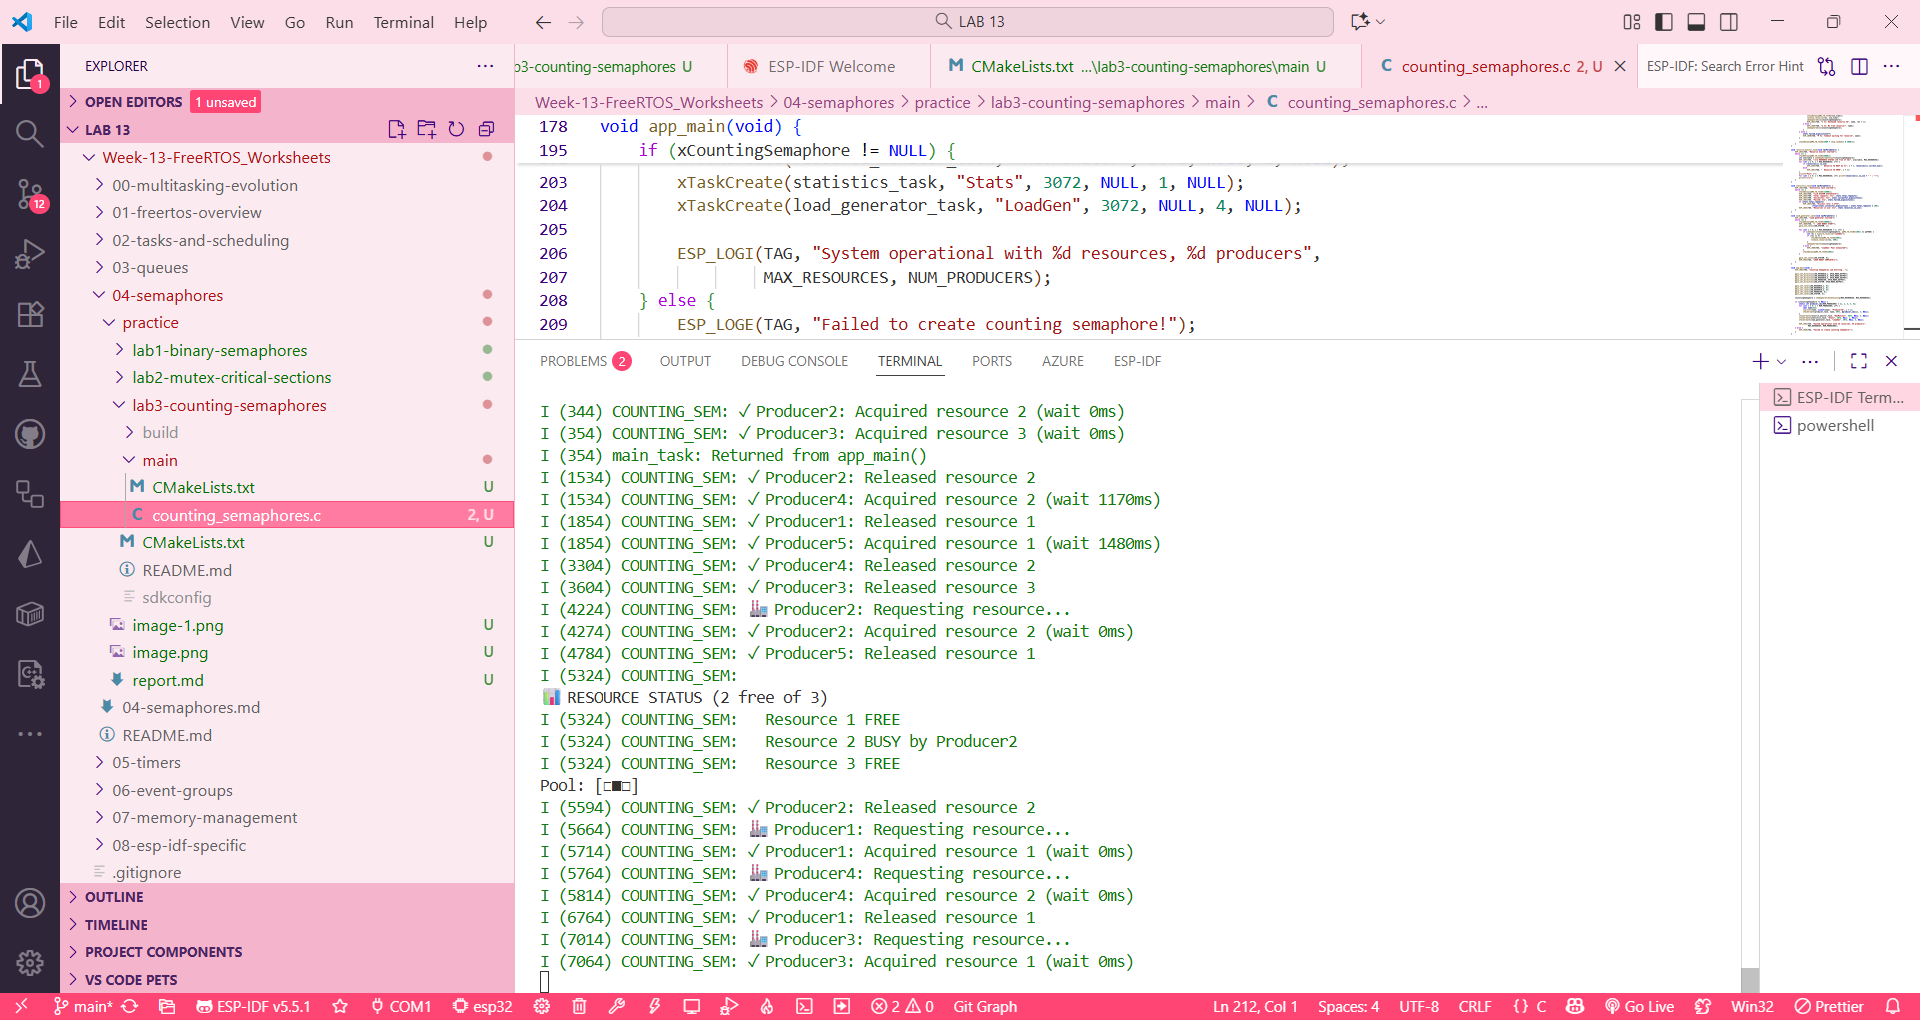 File Edit Selection View Go Run Terminal Help
LAB 13
EXPLORER
OPEN EDITORS 1 unsaved
LAB 13
Week-13-FreeRTOS_Worksheets
00-multitasking-evolution
01-freertos-overview
02-tasks-and-scheduling
03-queues
04-semaphores
practice
lab1-binary-semaphores
lab2-mutex-critical-sections
lab3-counting-semaphores
build
main
CMakeLists.txt U
counting_semaphores.c 2, U
CMakeLists.txt U
README.md
sdkconfig
image-1.png U
image.png U
report.md U
04-semaphores.md
README.md
05-timers
06-event-groups
07-memory-management
08-esp-idf-specific
.gitignore
OUTLINE
TIMELINE
PROJECT COMPONENTS
VS CODE PETS
1
12
b3-counting-semaphores U
ESP-IDF Welcome
CMakeLists.txt ...\lab3-counting-semaphores\main U
counting_semaphores.c 2, U
ESP-IDF: Search Error Hint
Week-13-FreeRTOS_Worksheets > 04-semaphores > practice > lab3-counting-semaphores > main > C counting_semaphores.c > ...
178 void app_main(void) {
195 if (xCountingSemaphore != NULL) {
203 xTaskCreate(statistics_task, "Stats", 3072, NULL, 1, NULL);
204 xTaskCreate(load_generator_task, "LoadGen", 3072, NULL, 4, NULL);
205
206 ESP_LOGI(TAG, "System operational with %d resources, %d producers",
207 MAX_RESOURCES, NUM_PRODUCERS);
208 } else {
209 ESP_LOGE(TAG, "Failed to create counting semaphore!");
PROBLEMS 2 OUTPUT DEBUG CONSOLE TERMINAL PORTS AZURE ESP-IDF
ESP-IDF Term...
powershell
I (344) COUNTING_SEM: ✓ Producer2: Acquired resource 2 (wait 0ms)
I (354) COUNTING_SEM: ✓ Producer3: Acquired resource 3 (wait 0ms)
I (354) main_task: Returned from app_main()
I (1534) COUNTING_SEM: ✓ Producer2: Released resource 2
I (1534) COUNTING_SEM: ✓ Producer4: Acquired resource 2 (wait 1170ms)
I (1854) COUNTING_SEM: ✓ Producer1: Released resource 1
I (1854) COUNTING_SEM: ✓ Producer5: Acquired resource 1 (wait 1480ms)
I (3304) COUNTING_SEM: ✓ Producer4: Released resource 2
I (3604) COUNTING_SEM: ✓ Producer3: Released resource 3
I (4224) COUNTING_SEM: 🏭 Producer2: Requesting resource...
I (4274) COUNTING_SEM: ✓ Producer2: Acquired resource 2 (wait 0ms)
I (4784) COUNTING_SEM: ✓ Producer5: Released resource 1
I (5324) COUNTING_SEM:
📊 RESOURCE STATUS (2 free of 3)
I (5324) COUNTING_SEM: Resource 1 FREE
I (5324) COUNTING_SEM: Resource 2 BUSY by Producer2
I (5324) COUNTING_SEM: Resource 3 FREE
Pool: [□■□]
I (5594) COUNTING_SEM: ✓ Producer2: Released resource 2
I (5664) COUNTING_SEM: 🏭 Producer1: Requesting resource...
I (5714) COUNTING_SEM: ✓ Producer1: Acquired resource 1 (wait 0ms)
I (5764) COUNTING_SEM: 🏭 Producer4: Requesting resource...
I (5814) COUNTING_SEM: ✓ Producer4: Acquired resource 2 (wait 0ms)
I (6764) COUNTING_SEM: ✓ Producer1: Released resource 1
I (7014) COUNTING_SEM: 🏭 Producer3: Requesting resource...
I (7064) COUNTING_SEM: ✓ Producer3: Acquired resource 1 (wait 0ms)
main* ESP-IDF v5.5.1 COM1 esp32 2 0 Git Graph Ln 212, Col 1 Spaces: 4 UTF-8 CRLF {} C Go Live Win32 Prettier